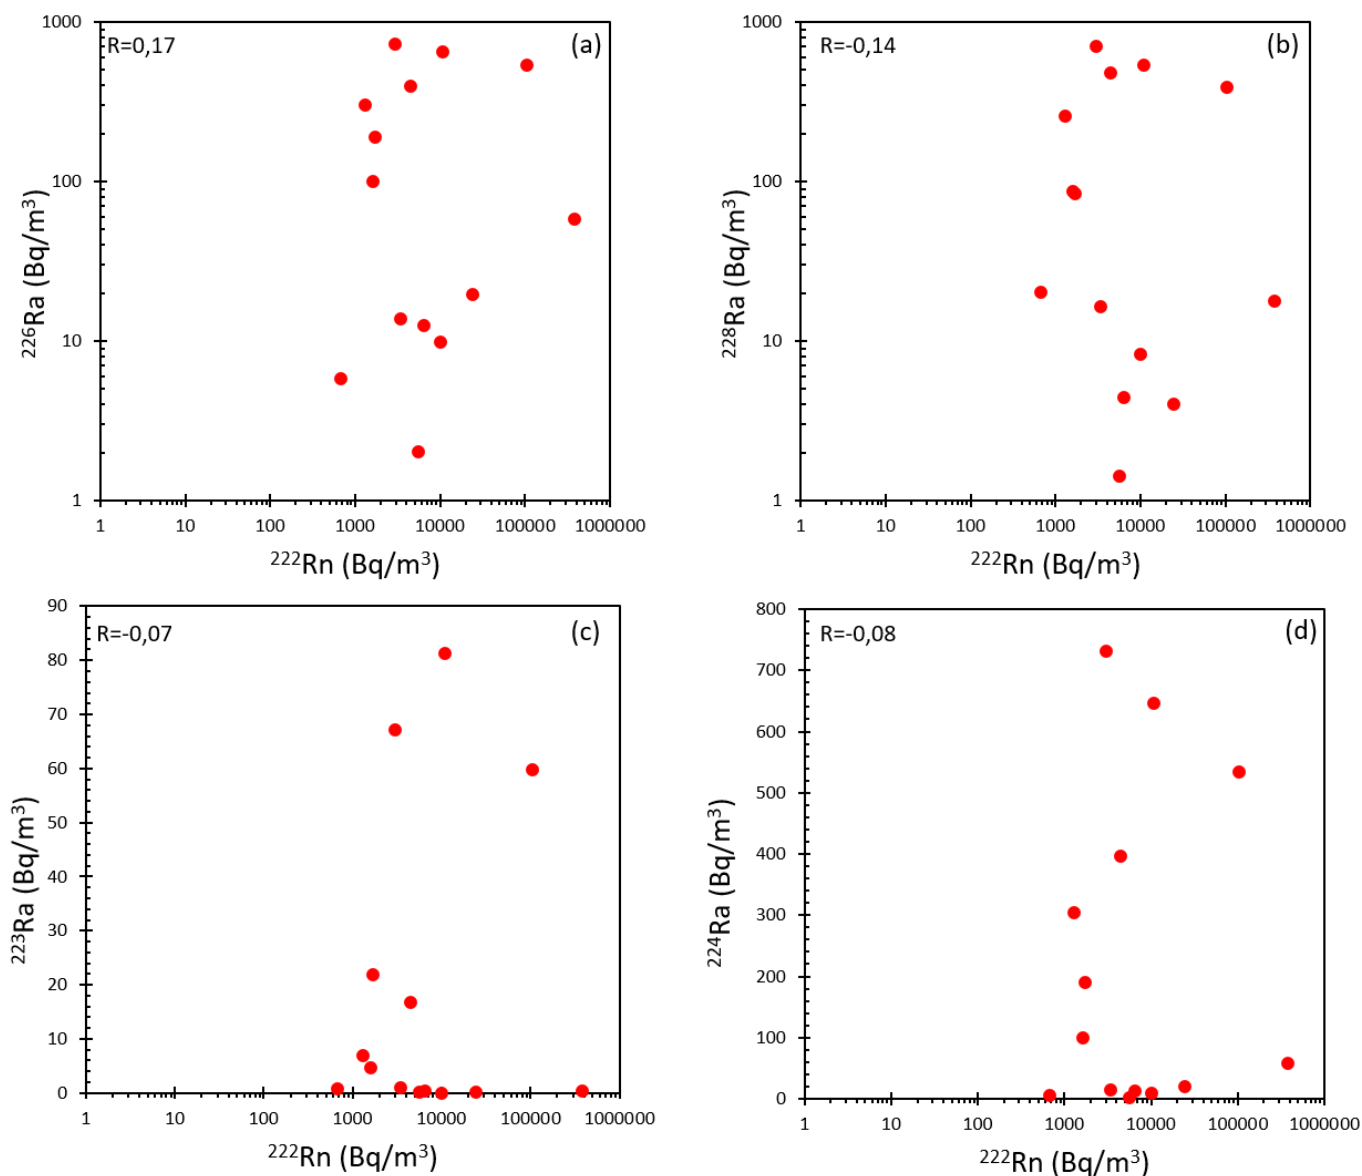 R=0,17
(a)
1000
100
10
1
²²⁶Ra (Bq/m³)
1 10 100 1000 10000 100000 1000000
²²²Rn (Bq/m³)
R=-0,14
(b)
1000
100
10
1
²²⁸Ra (Bq/m³)
1 10 100 1000 10000 100000 1000000
²²²Rn (Bq/m³)
R=-0,07
(c)
90
80
70
60
50
40
30
20
10
0
²²³Ra (Bq/m³)
1 10 100 1000 10000 100000 1000000
²²²Rn (Bq/m³)
R=-0,08
(d)
800
700
600
500
400
300
200
100
0
²²⁴Ra (Bq/m³)
1 10 100 1000 10000 100000 1000000
²²²Rn (Bq/m³)